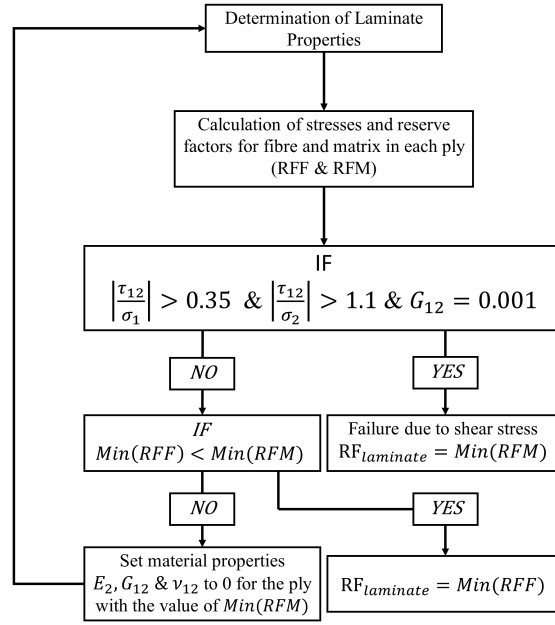 Determination of Laminate
Properties
Calculation of stresses and reserve
factors for fibre and matrix in each ply
(RFF & RFM)
IF
|τ₁₂/σ₁| > 0.35 & |τ₁₂/σ₂| > 1.1 & G₁₂ = 0.001
NO
YES
IF
Min(RFF) < Min(RFM)
Failure due to shear stress
RF_laminate = Min(RFM)
NO
YES
Set material properties
E₂, G₁₂ & ν₁₂ to 0 for the ply
with the value of Min(RFM)
RF_laminate = Min(RFF)